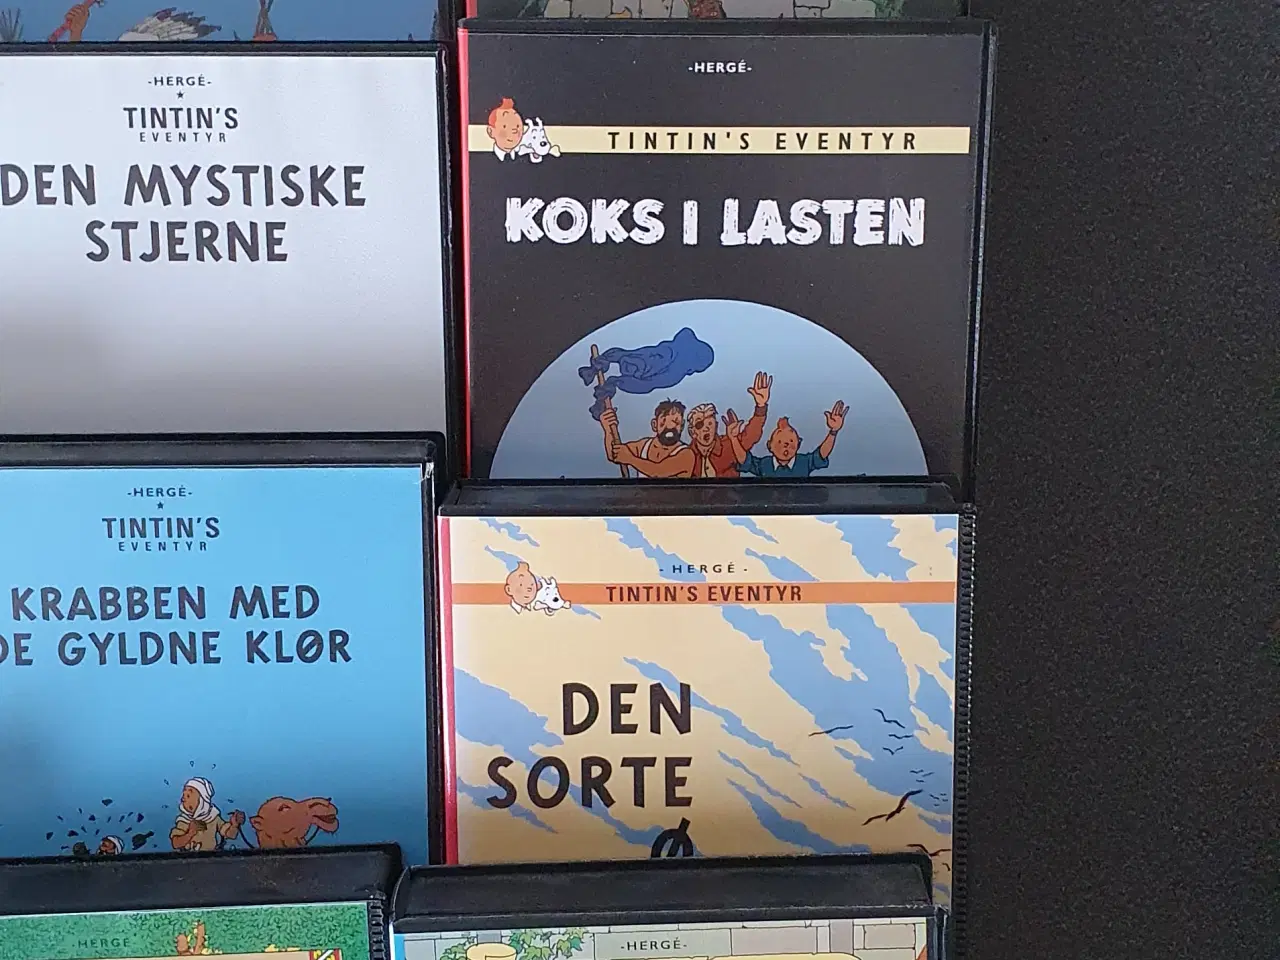 -HERGÉ-
TINTIN'S
EVENTYR
DEN MYSTISKE
STJERNE
-HERGÉ-
TINTIN'S EVENTYR
KOKS I LASTEN
-HERGÉ-
TINTIN'S
EVENTYR
KRABBEN MED
DE GYLDNE KLØR
- HERGÉ -
TINTIN'S EVENTYR
DEN
SORTE
Ø
HERGÉ
-HERGÉ-